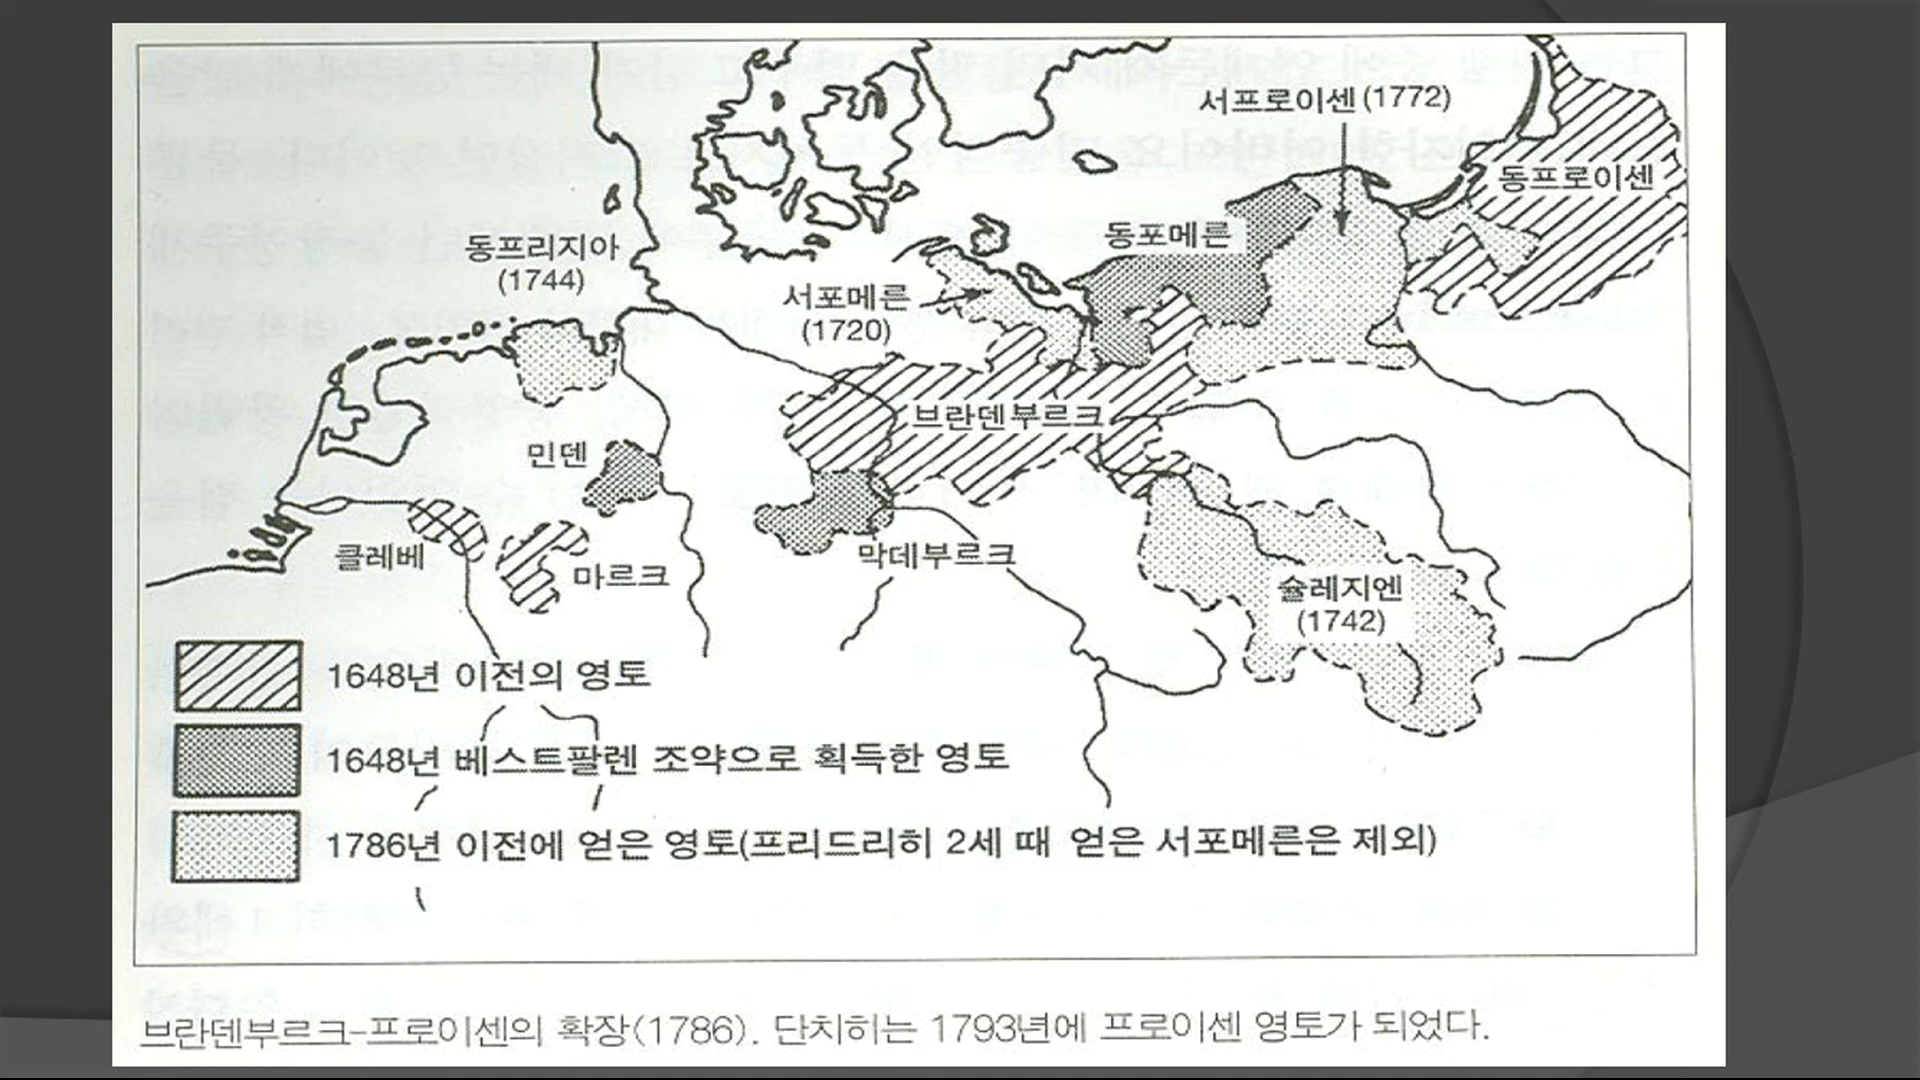 서프로이센(1772)
동프로이센
동포메른
동프리지아
(1744)
서포메른
(1720)
브란덴부르크
민덴
클레베
마르크
막데부르크
슐레지엔
(1742)
1648년 이전의 영토
1648년 베스트팔렌 조약으로 획득한 영토
1786년 이전에 얻은 영토(프리드리히 2세 때 얻은 서포메른은 제외)
브란덴부르크–프로이센의 확장(1786). 단치히는 1793년에 프로이센 영토가 되었다.